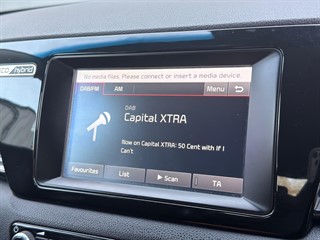 eco hybrid
No media files. Please connect or insert a media device.
DAB/FM AM Menu
DAB
Capital XTRA
Now on Capital XTRA: 50 Cent with If I
Can't
Favourites List Scan TA